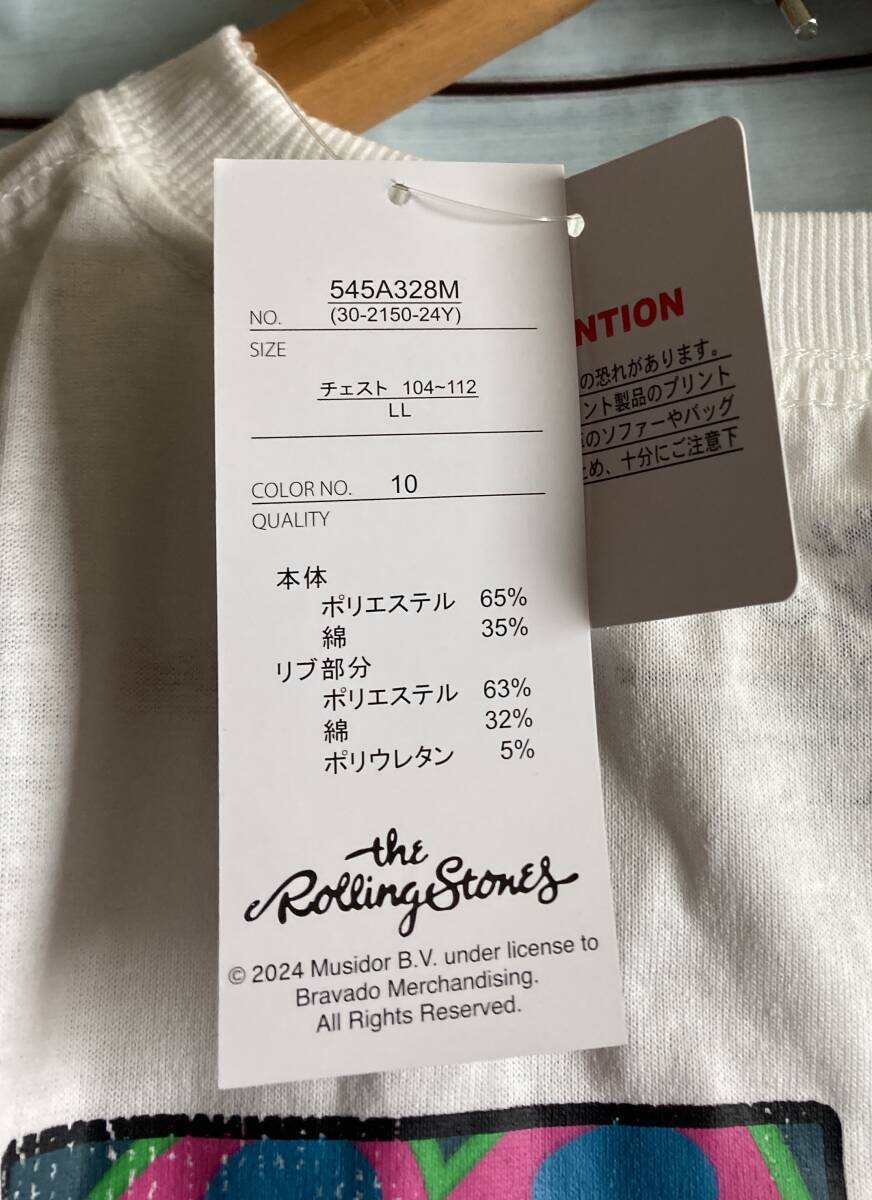 545A328M
NO. (30-2150-24Y)
SIZE
チェスト 104~112
LL
COLOR NO. 10
QUALITY
本体
ポリエステル 65%
綿 35%
リブ部分
ポリエステル 63%
綿 32%
ポリウレタン 5%
the
Rolling Stones
© 2024 Musidor B.V. under license to
Bravado Merchandising.
All Rights Reserved.
NTION
の恐れがあります。
ント製品のプリント
のソファーやバッグ
め、十分にご注意下